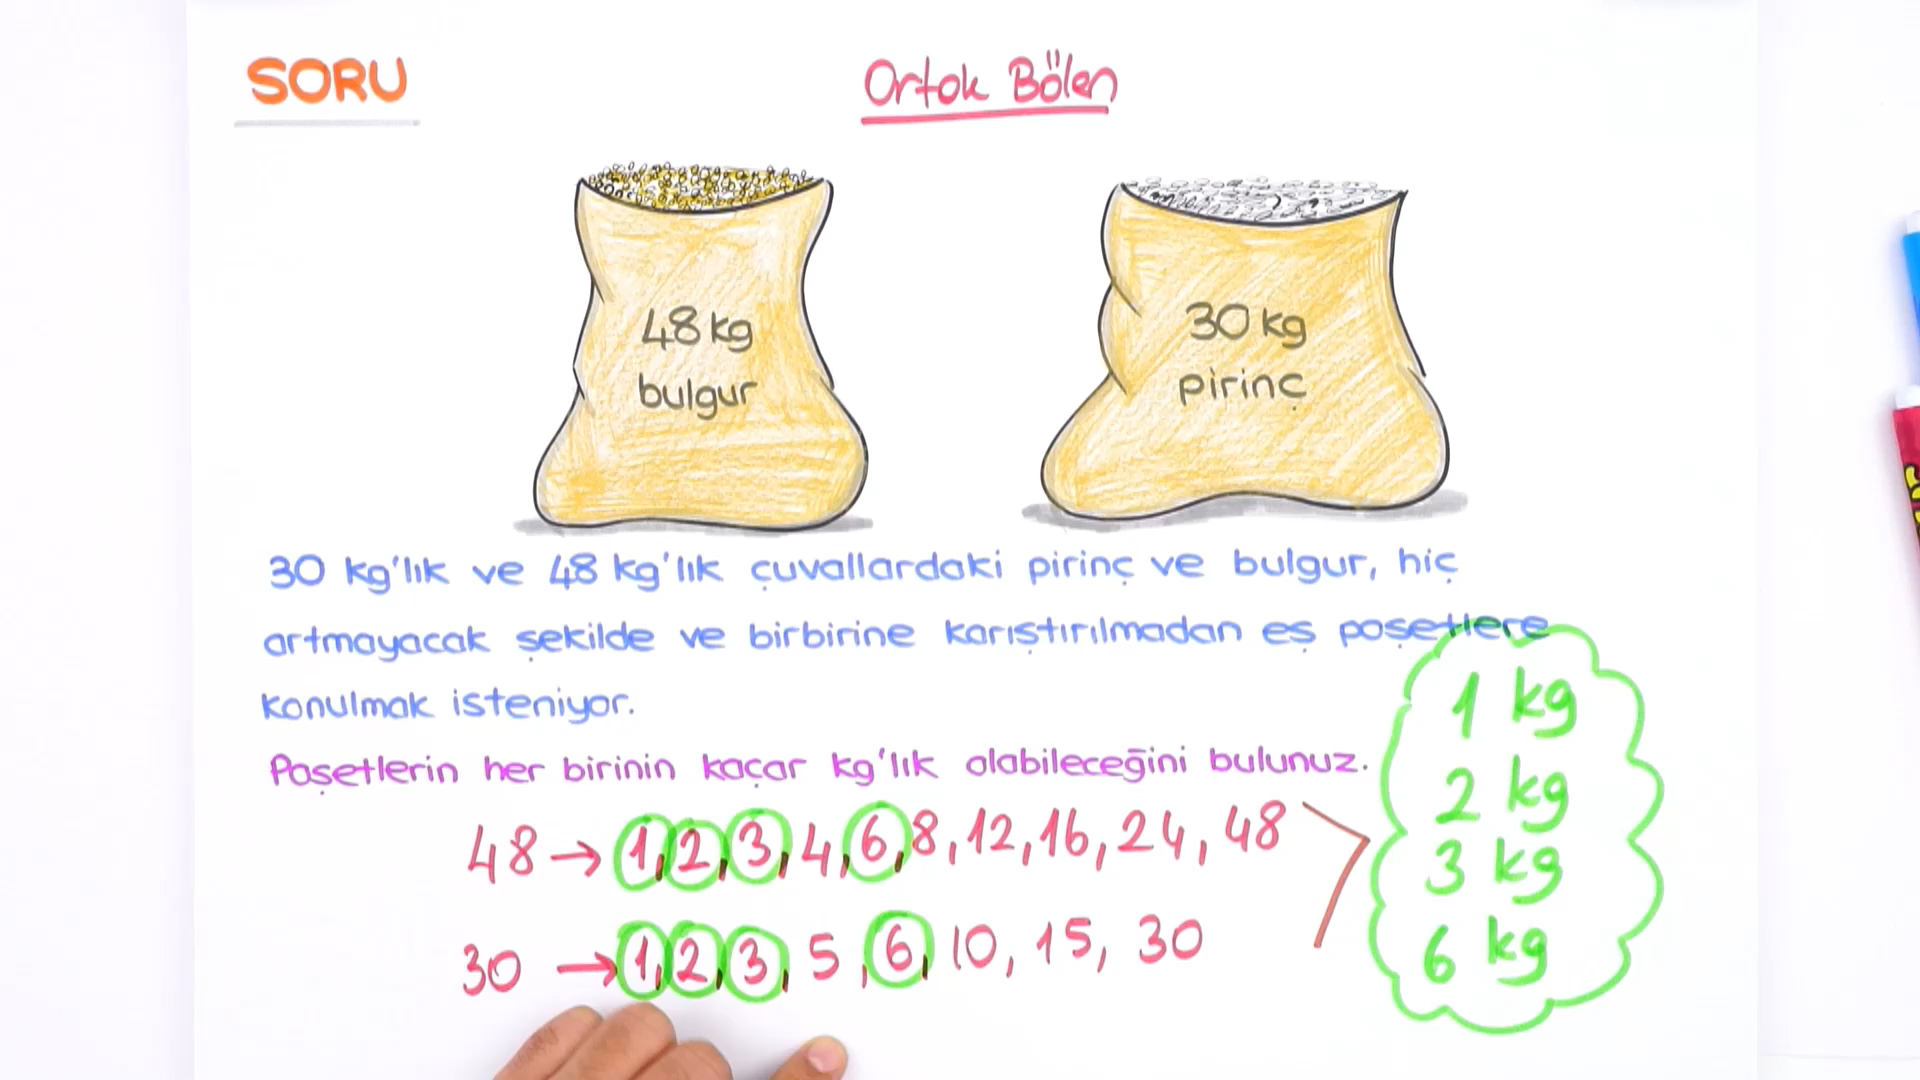 SORU
Ortak Bölen
48 kg
bulgur
30 kg
pirinç
30 kg'lık ve 48 kg'lık çuvallardaki pirinç ve bulgur, hiç
artmayacak şekilde ve birbirine karıştırılmadan eş poşetlere
konulmak isteniyor.
Poşetlerin her birinin kaçar kg'lık olabileceğini bulunuz.
48 → 1, 2, 3, 4, 6, 8, 12, 16, 24, 48
30 → 1, 2, 3, 5, 6, 10, 15, 30
1 kg
2 kg
3 kg
6 kg